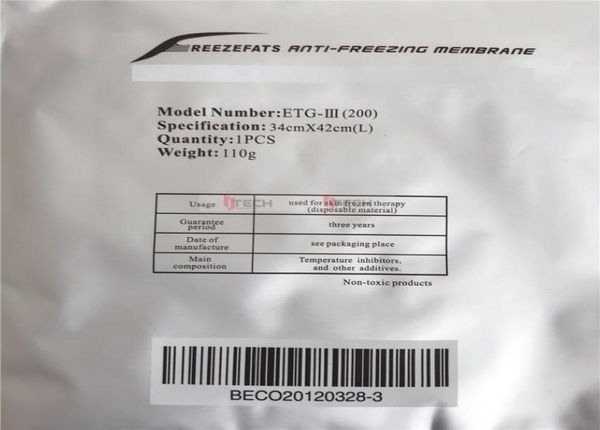 FREEZEFATS ANTI-FREEZING MEMBRANE
Model Number:ETG-III(200)
Specification: 34cmX42cm(L)
Quantity:1PCS
Weight: 110g
Usage used for skin frozen therapy
(disposable material)
TECH TECH
Guarantee
period three years
Date of
manufacture see packaging place
Main
composition Temperature inhibitors.
and other additives.
Non-toxic products
BECO20120328-3